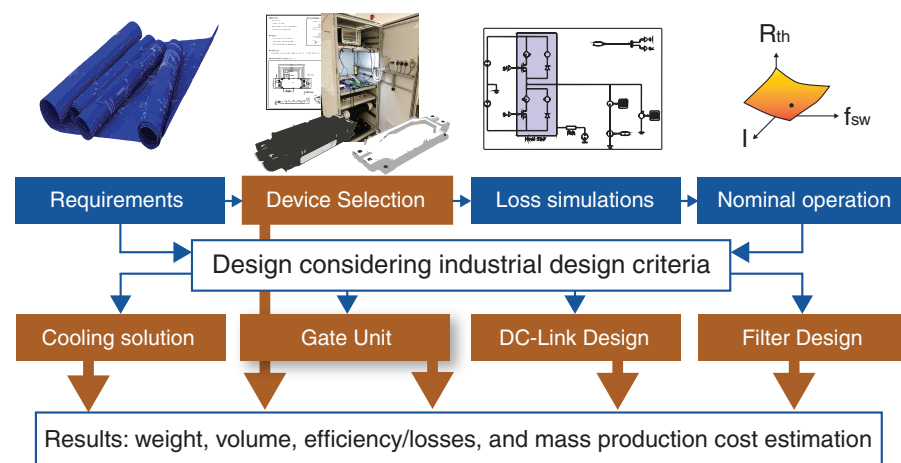 Rth
fsw
I
Requirements
Device Selection
Loss simulations
Nominal operation
Design considering industrial design criteria
Cooling solution
Gate Unit
DC-Link Design
Filter Design
Results: weight, volume, efficiency/losses, and mass production cost estimation